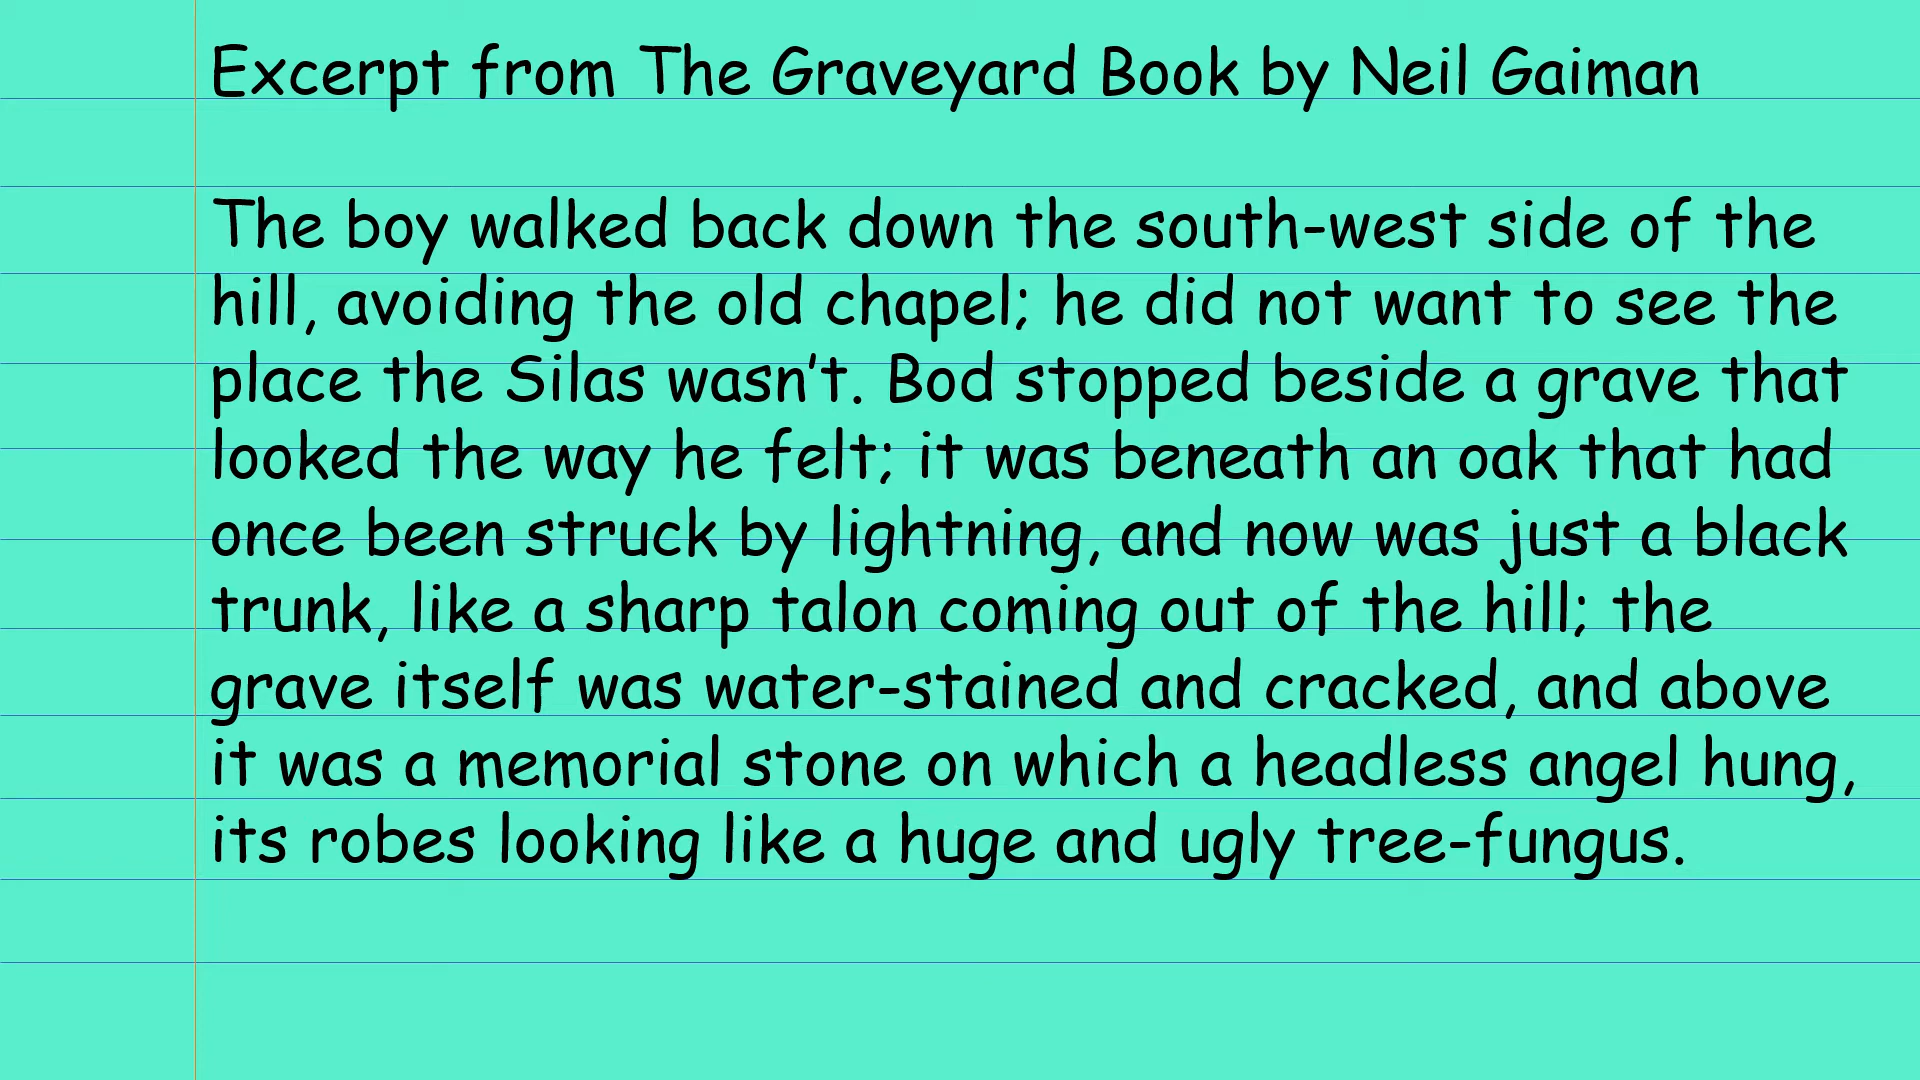 Excerpt from The Graveyard Book by Neil Gaiman
The boy walked back down the south-west side of the
hill, avoiding the old chapel; he did not want to see the
place the Silas wasn’t. Bod stopped beside a grave that
looked the way he felt; it was beneath an oak that had
once been struck by lightning, and now was just a black
trunk, like a sharp talon coming out of the hill; the
grave itself was water-stained and cracked, and above
it was a memorial stone on which a headless angel hung,
its robes looking like a huge and ugly tree-fungus.